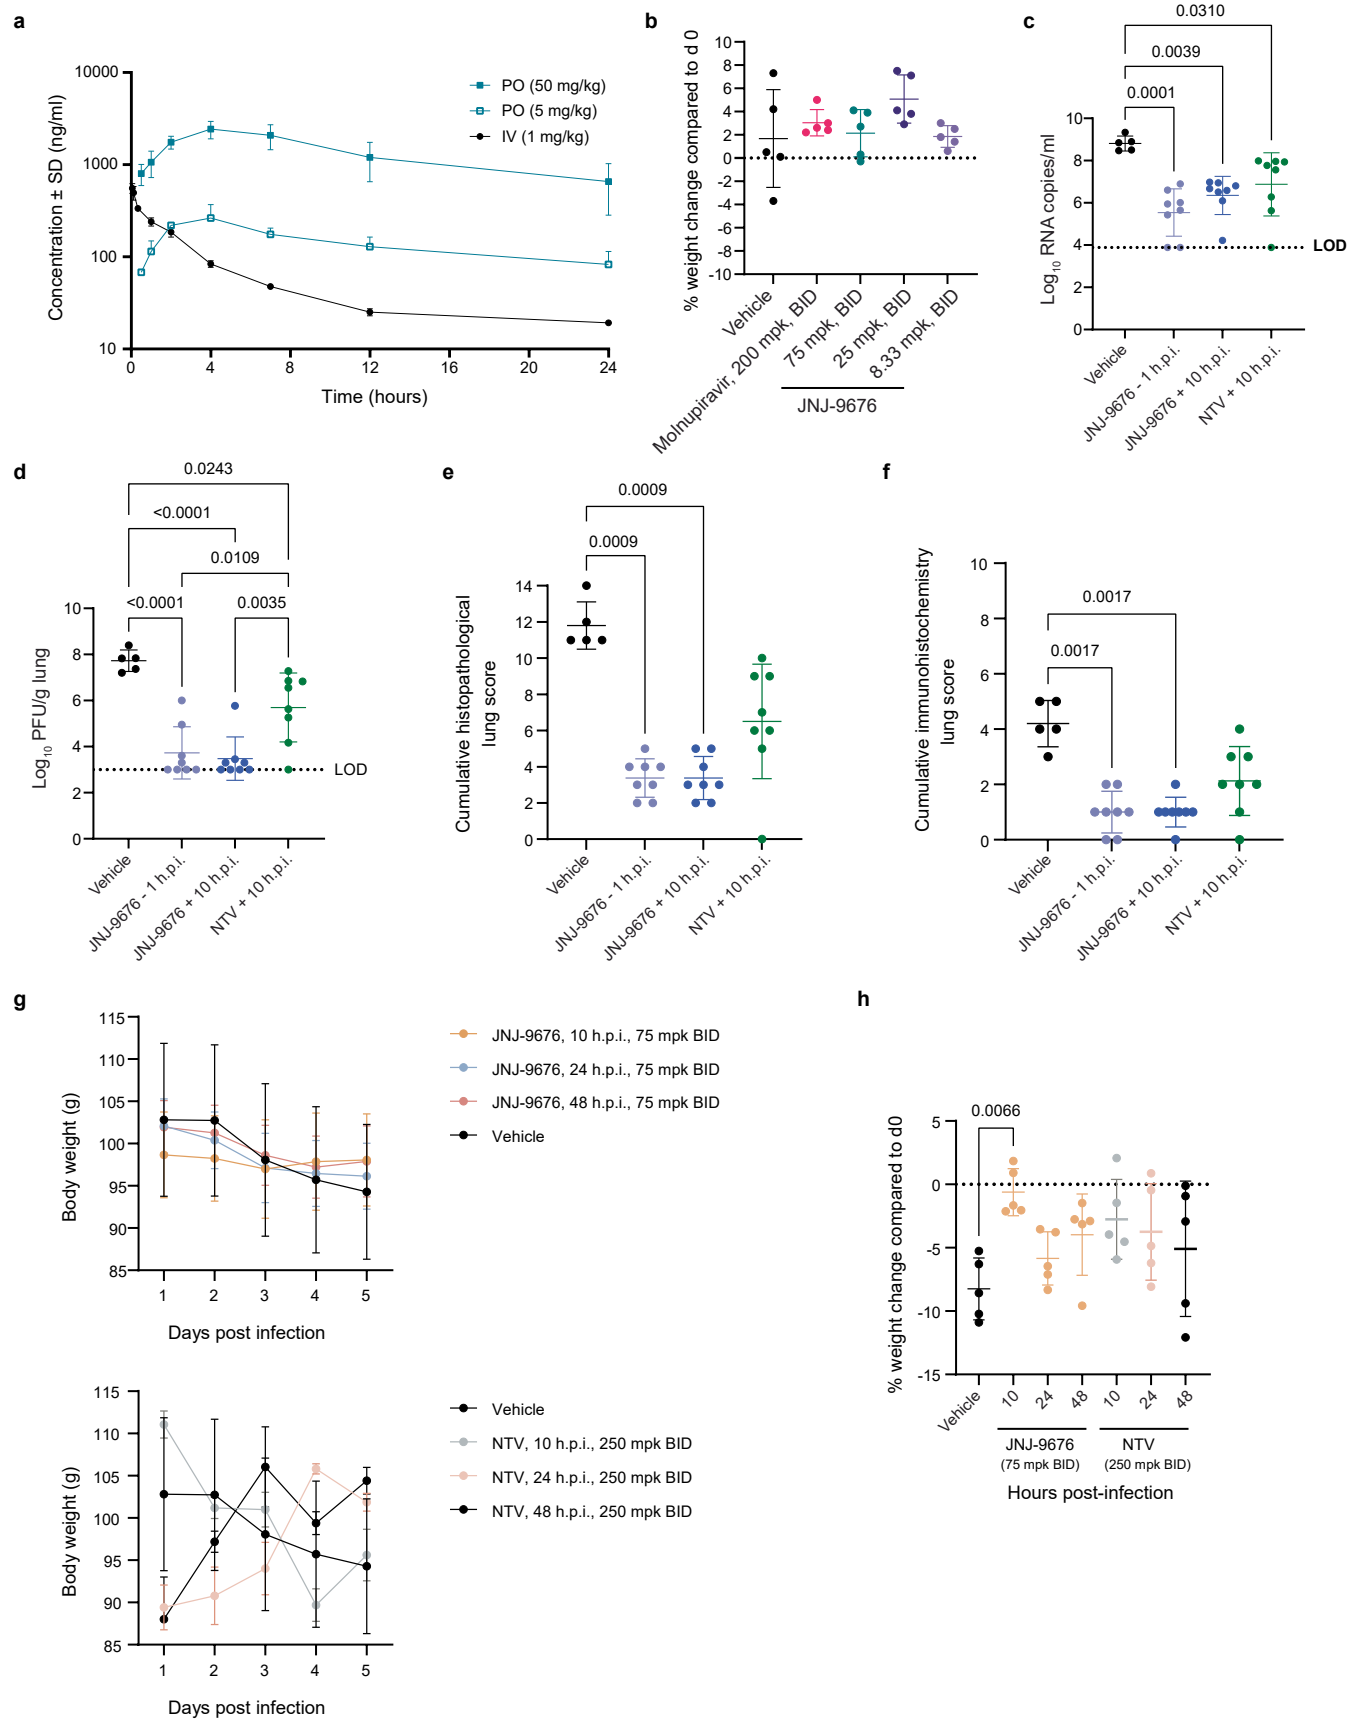 a
10000
1000
100
10
0
4
8
12
16
20
24
Concentration ± SD (ng/ml)
Time (hours)
PO (50 mg/kg)
PO (5 mg/kg)
IV (1 mg/kg)
b
10
8
6
4
2
0
-2
-4
-6
-8
-10
% weight change compared to d 0
Vehicle
Molnupiravir, 200 mpk, BID
75 mpk, BID
25 mpk, BID
8.33 mpk, BID
JNJ-9676
c
0.0310
0.0039
0.0001
10
8
6
4
2
0
LOD
Log10 RNA copies/ml
Vehicle
JNJ-9676 - 1 h.p.i.
JNJ-9676 + 10 h.p.i.
NTV + 10 h.p.i.
d
0.0243
<0.0001
0.0109
<0.0001
0.0035
10
8
6
4
2
0
LOD
Log10 PFU/g lung
Vehicle
JNJ-9676 - 1 h.p.i.
JNJ-9676 + 10 h.p.i.
NTV + 10 h.p.i.
e
0.0009
0.0009
14
12
10
8
6
4
2
0
Cumulative histopathological
lung score
Vehicle
JNJ-9676 - 1 h.p.i.
JNJ-9676 + 10 h.p.i.
NTV + 10 h.p.i.
f
0.0017
0.0017
10
8
6
4
2
0
Cumulative immunohistochemistry
lung score
Vehicle
JNJ-9676 - 1 h.p.i.
JNJ-9676 + 10 h.p.i.
NTV + 10 h.p.i.
g
115
110
105
100
95
90
85
Body weight (g)
1
2
3
4
5
Days post infection
JNJ-9676, 10 h.p.i., 75 mpk BID
JNJ-9676, 24 h.p.i., 75 mpk BID
JNJ-9676, 48 h.p.i., 75 mpk BID
Vehicle
115
110
105
100
95
90
85
Body weight (g)
1
2
3
4
5
Days post infection
Vehicle
NTV, 10 h.p.i., 250 mpk BID
NTV, 24 h.p.i., 250 mpk BID
NTV, 48 h.p.i., 250 mpk BID
h
0.0066
5
0
-5
-10
-15
% weight change compared to d0
Vehicle
10
24
48
10
24
48
JNJ-9676
(75 mpk BID)
NTV
(250 mpk BID)
Hours post-infection